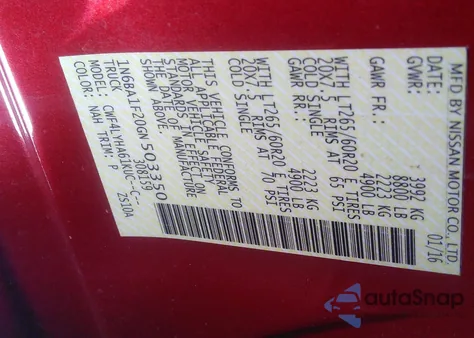 MFD BY NISSAN MOTOR CO., LTD.
DATE: 01/16
GVWR: 3992 KG
8800 LB
GAWR FR.: 2223 KG
4900 LB
WITH LT265/60R20 E TIRES
20X7.5 RIMS AT 65 PSI
COLD SINGLE
GAWR RR.: 2223 KG
4900 LB
WITH LT265/60R20 E TIRES
20X7.5 RIMS AT 70 PSI
COLD SINGLE
THIS VEHICLE CONFORMS TO
ALL APPLICABLE FEDERAL
MOTOR VEHICLE SAFETY
STANDARDS IN EFFECT ON
THE DATE OF MANUFACTURE
SHOWN ABOVE.
308159
1N6BA1F20GN503350
TRUCK 2S1DA
MODEL: CWF4LYHA61KUC--C--
COLOR: NAH TRIM: P
autoSnap